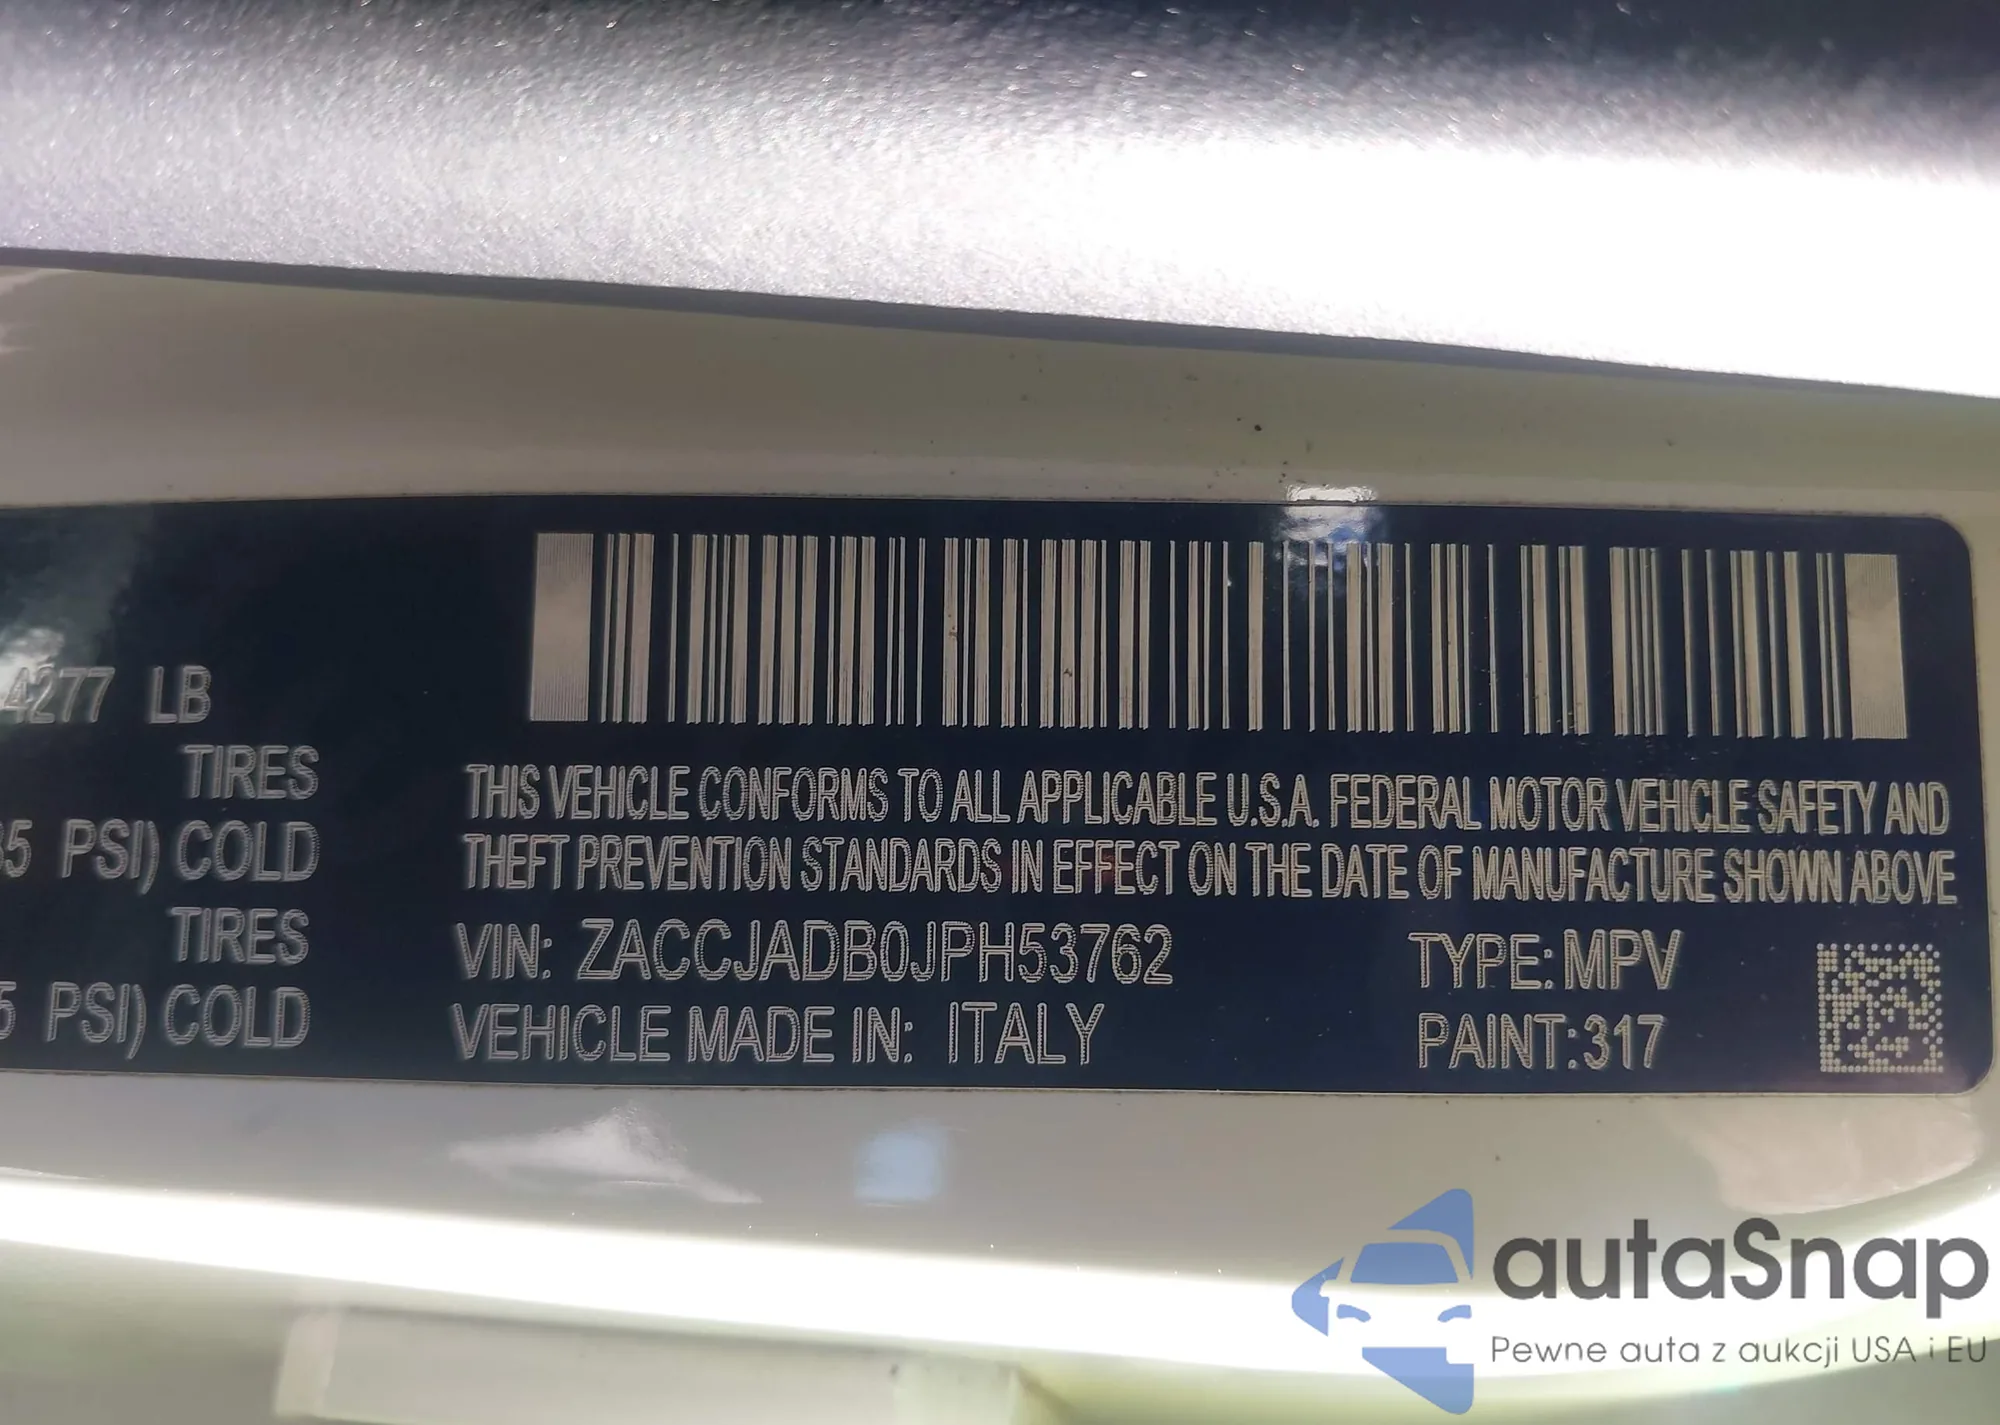 4277 LB
TIRES
35 PSI) COLD
TIRES
5 PSI) COLD
THIS VEHICLE CONFORMS TO ALL APPLICABLE U.S.A. FEDERAL MOTOR VEHICLE SAFETY AND
THEFT PREVENTION STANDARDS IN EFFECT ON THE DATE OF MANUFACTURE SHOWN ABOVE
VIN: ZACCJADB0JPH53762 TYPE: MPV
VEHICLE MADE IN: ITALY PAINT:317
autaSnap
Pewne auta z aukcji USA i EU